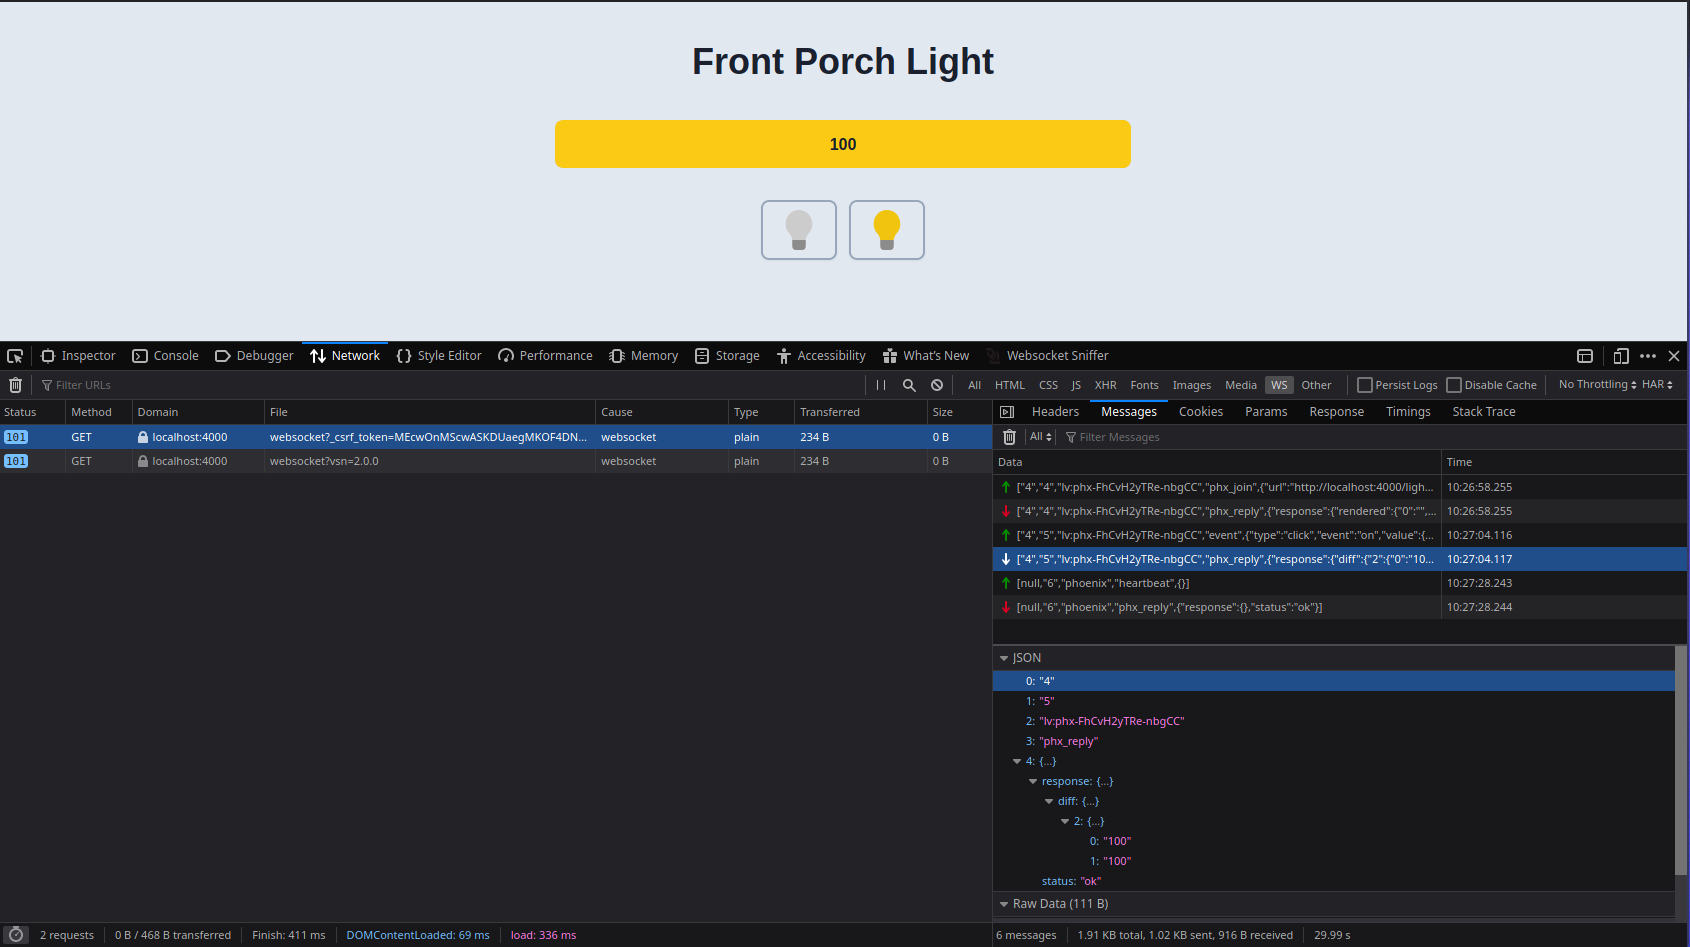 Front Porch Light
100
Inspector Console Debugger Network Style Editor Performance Memory Storage Accessibility What's New Websocket Sniffer
Filter URLs All HTML CSS JS XHR Fonts Images Media WS Other Persist Logs Disable Cache No Throttling HAR
Status Method Domain File Cause Type Transferred Size
101 GET localhost:4000 websocket?_csrf_token=MEcwOnMScwASKDUaegMKOF4DN... websocket plain 234 B 0 B
101 GET localhost:4000 websocket?vsn=2.0.0 websocket plain 234 B 0 B
Headers Messages Cookies Params Response Timings Stack Trace
All Filter Messages
Data Time
["4","4","lv:phx-FhCvH2yTRe-nbgCC","phx_join",{"url":"http://localhost:4000/ligh... 10:26:58.255
["4","4","lv:phx-FhCvH2yTRe-nbgCC","phx_reply",{"response":{"rendered":{"0":"",... 10:26:58.255
["4","5","lv:phx-FhCvH2yTRe-nbgCC","event",{"type":"click","event":"on","value":{... 10:27:04.116
["4","5","lv:phx-FhCvH2yTRe-nbgCC","phx_reply",{"response":{"diff":{"2":{"0":"10... 10:27:04.117
[null,"6","phoenix","heartbeat",{}] 10:27:28.243
[null,"6","phoenix","phx_reply",{"response":{},"status":"ok"}] 10:27:28.244
JSON
0: "4"
1: "5"
2: "lv:phx-FhCvH2yTRe-nbgCC"
3: "phx_reply"
4: {...}
response: {...}
diff: {...}
2: {...}
0: "100"
1: "100"
status: "ok"
Raw Data (111 B)
2 requests 0 B / 468 B transferred Finish: 411 ms DOMContentLoaded: 69 ms load: 336 ms
6 messages 1.91 KB total, 1.02 KB sent, 916 B received 29.99 s